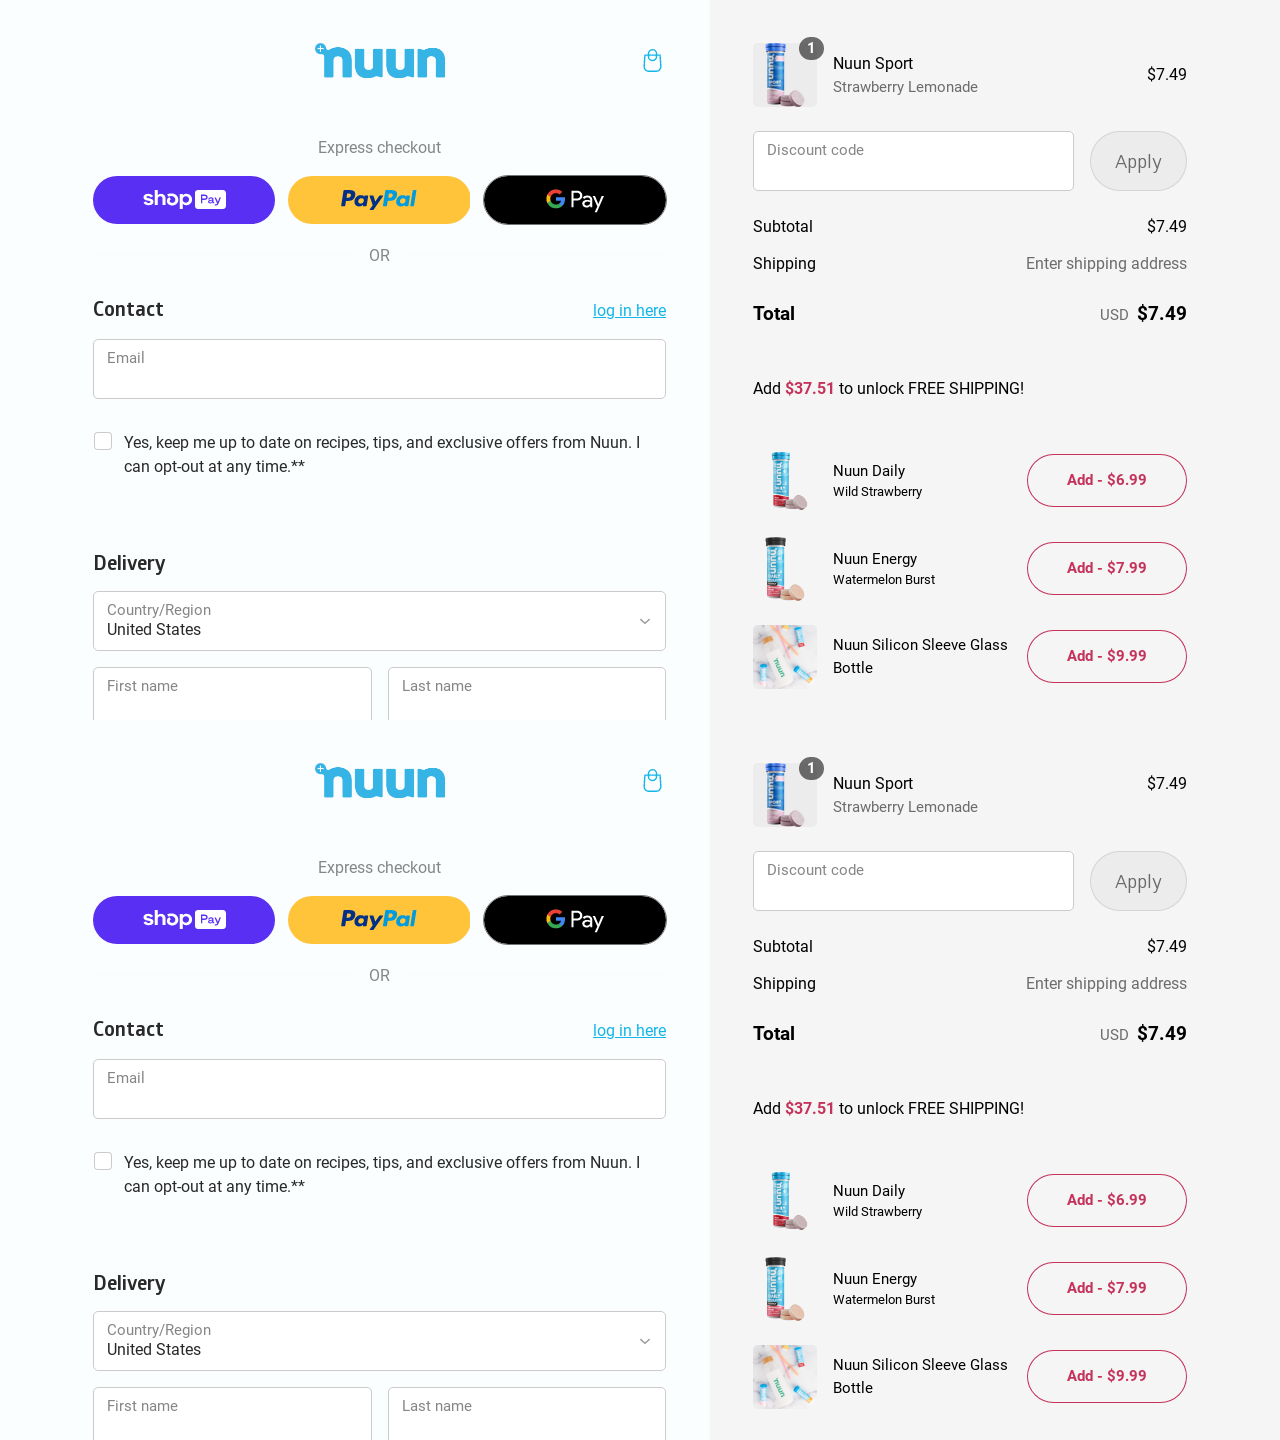 nuun
Express checkout
shop Pay
PayPal
G Pay
OR
Contact
log in here
Email
Yes, keep me up to date on recipes, tips, and exclusive offers from Nuun. I
can opt-out at any time.**
Delivery
Country/Region
United States
First name
Last name
1
Nuun Sport
Strawberry Lemonade
$7.49
Discount code
Apply
Subtotal
$7.49
Shipping
Enter shipping address
Total
USD $7.49
Add $37.51 to unlock FREE SHIPPING!
Nuun Daily
Wild Strawberry
Add - $6.99
Nuun Energy
Watermelon Burst
Add - $7.99
Nuun Silicon Sleeve Glass
Bottle
Add - $9.99
nuun
Express checkout
shop Pay
PayPal
G Pay
OR
Contact
log in here
Email
Yes, keep me up to date on recipes, tips, and exclusive offers from Nuun. I
can opt-out at any time.**
Delivery
Country/Region
United States
First name
Last name
1
Nuun Sport
Strawberry Lemonade
$7.49
Discount code
Apply
Subtotal
$7.49
Shipping
Enter shipping address
Total
USD $7.49
Add $37.51 to unlock FREE SHIPPING!
Nuun Daily
Wild Strawberry
Add - $6.99
Nuun Energy
Watermelon Burst
Add - $7.99
Nuun Silicon Sleeve Glass
Bottle
Add - $9.99